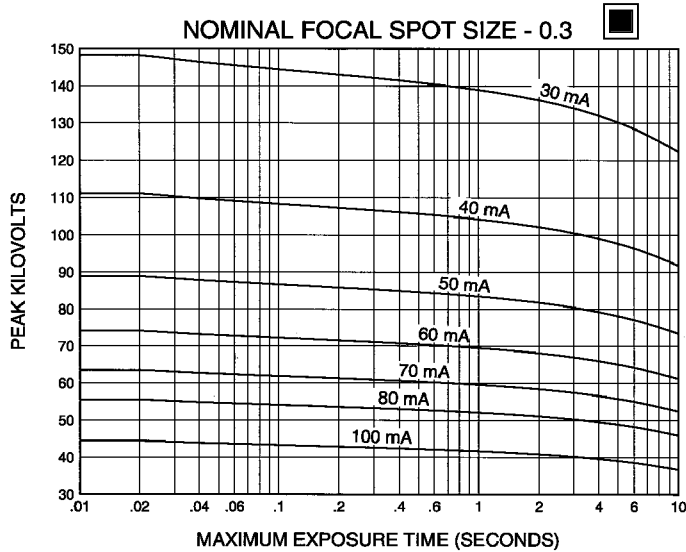 NOMINAL FOCAL SPOT SIZE - 0.3
150
140
130
120
110
100
90
80
70
60
50
40
30
PEAK KILOVOLTS
30 mA
40 mA
50 mA
60 mA
70 mA
80 mA
100 mA
.01 .02 .04 .06 .1 .2 .4 .6 1 2 4 6 10
MAXIMUM EXPOSURE TIME (SECONDS)